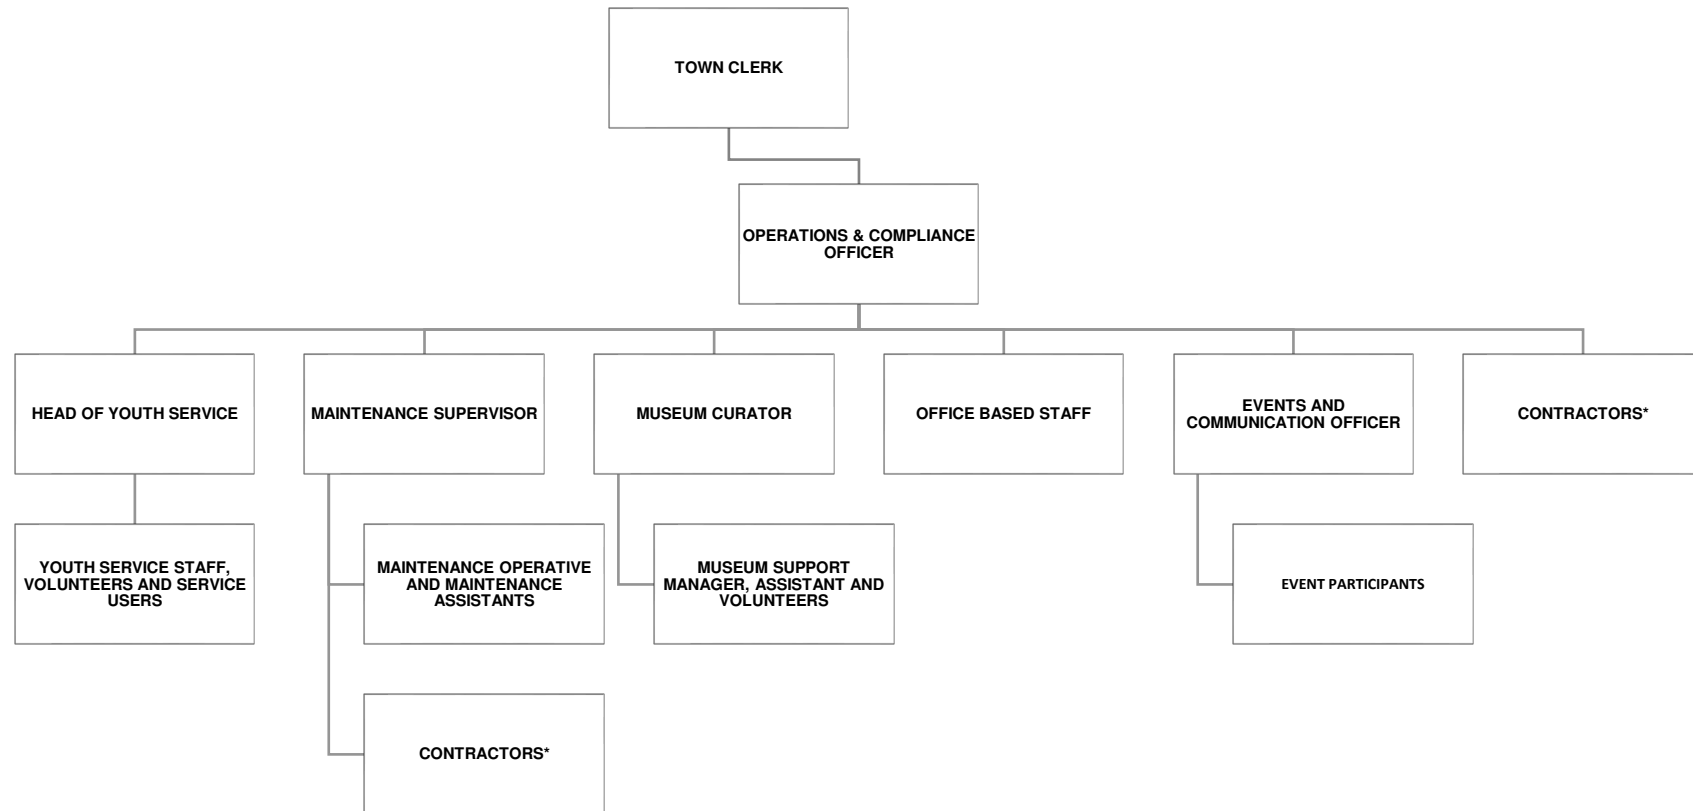 TOWN CLERK
OPERATIONS & COMPLIANCE
OFFICER
HEAD OF YOUTH SERVICE
MAINTENANCE SUPERVISOR
MUSEUM CURATOR
OFFICE BASED STAFF
EVENTS AND
COMMUNICATION OFFICER
CONTRACTORS*
YOUTH SERVICE STAFF,
VOLUNTEERS AND SERVICE
USERS
MAINTENANCE OPERATIVE
AND MAINTENANCE
ASSISTANTS
MUSEUM SUPPORT
MANAGER, ASSISTANT AND
VOLUNTEERS
EVENT PARTICIPANTS
CONTRACTORS*